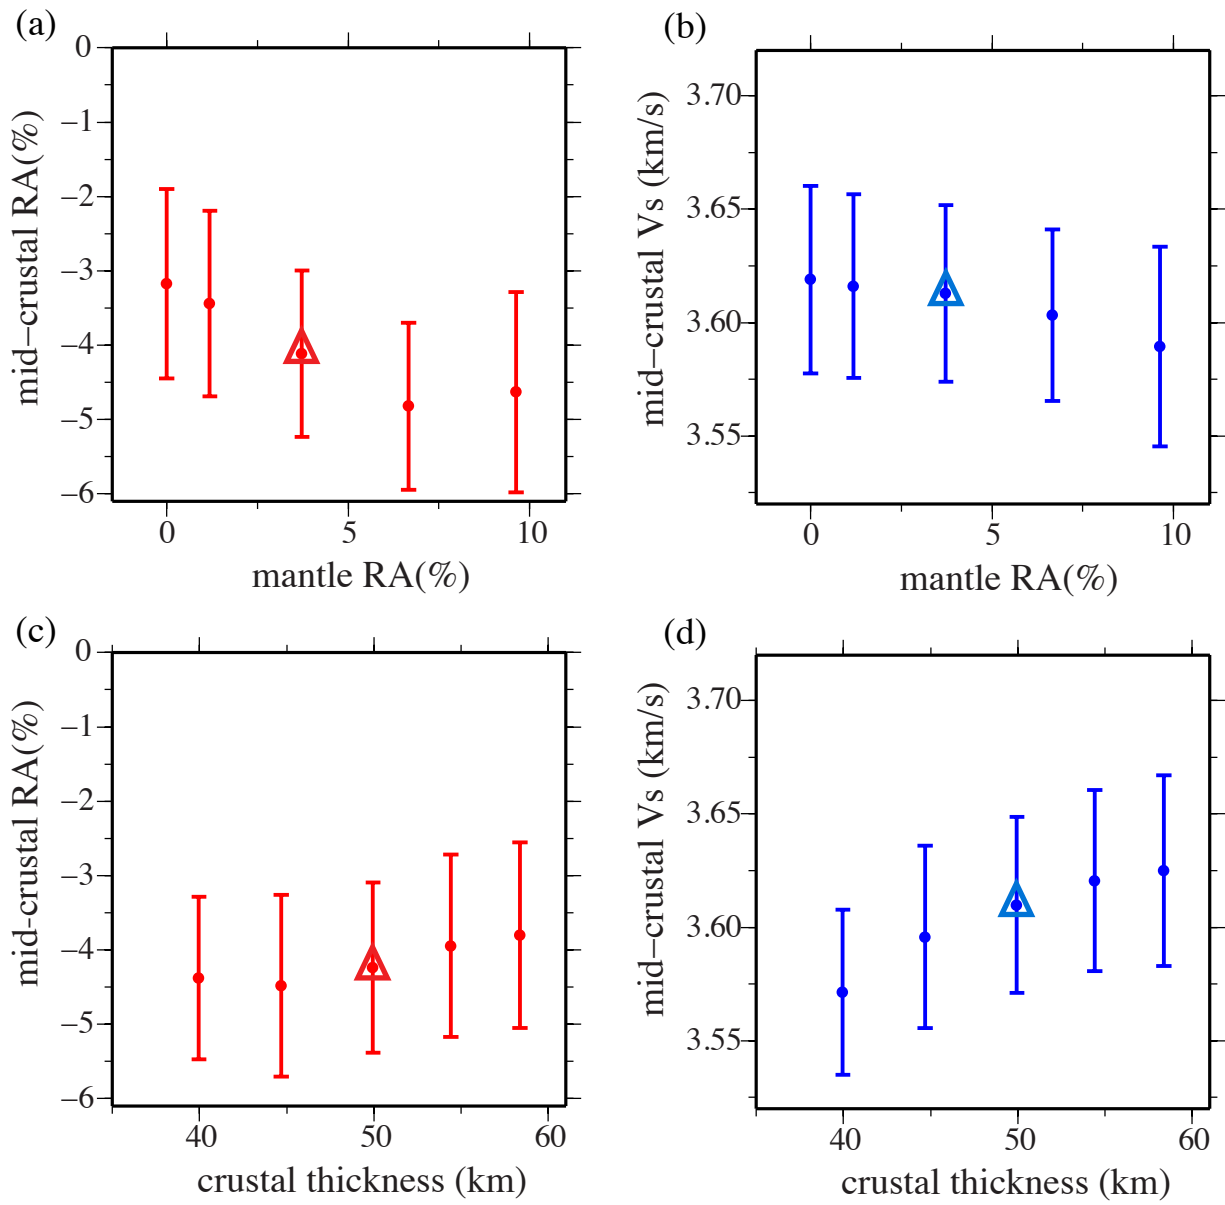 (a)
0
−1
−2
−3
−4
−5
−6
mid−crustal RA(%)
0 5 10
mantle RA(%)
(b)
3.70
3.65
3.60
3.55
mid−crustal Vs (km/s)
0 5 10
mantle RA(%)
(c)
0
−1
−2
−3
−4
−5
−6
mid-crustal RA(%)
40 50 60
crustal thickness (km)
(d)
3.70
3.65
3.60
3.55
mid−crustal Vs (km/s)
40 50 60
crustal thickness (km)